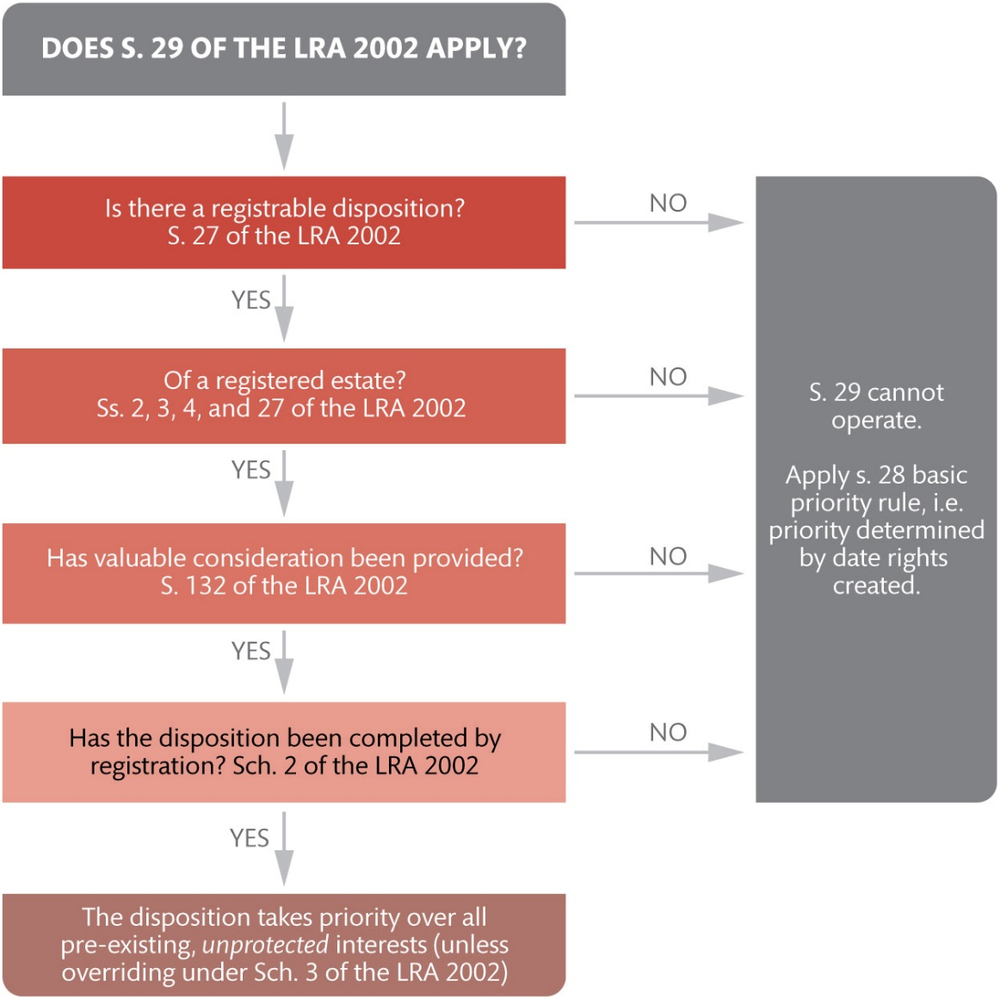 DOES S. 29 OF THE LRA 2002 APPLY?
Is there a registrable disposition?
S. 27 of the LRA 2002
NO
YES
Of a registered estate?
Ss. 2, 3, 4, and 27 of the LRA 2002
NO
YES
Has valuable consideration been provided?
S. 132 of the LRA 2002
NO
YES
Has the disposition been completed by
registration? Sch. 2 of the LRA 2002
NO
YES
The disposition takes priority over all
pre-existing, unprotected interests (unless
overriding under Sch. 3 of the LRA 2002)
S. 29 cannot
operate.
Apply s. 28 basic
priority rule, i.e.
priority determined
by date rights
created.